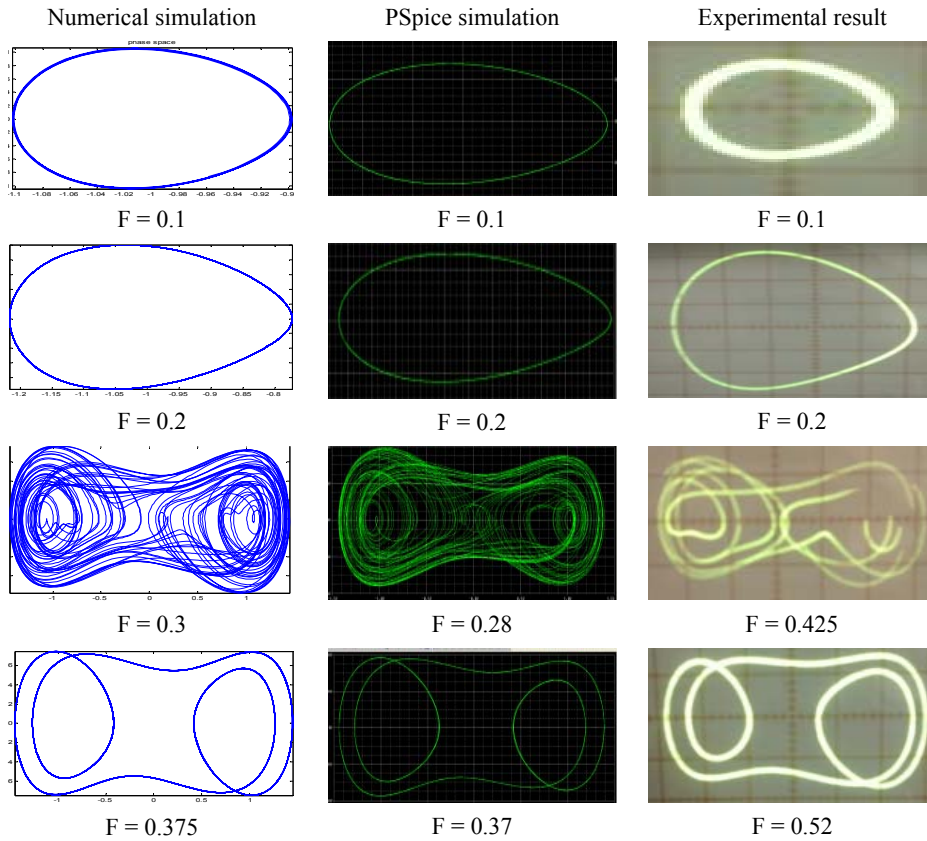 Numerical simulation PSpice simulation Experimental result
phase space
-1.1 -1.08 -1.06 -1.04 -1.02 -1 -0.98 -0.96 -0.94 -0.92 -0.9
F = 0.1 F = 0.1 F = 0.1
-1.2 -1.15 -1.1 -1.05 -1 -0.95 -0.9 -0.85 -0.8
F = 0.2 F = 0.2 F = 0.2
-1 -0.5 0 0.5 1
F = 0.3 F = 0.28 F = 0.425
6
4
2
0
2
4
6
-1 -0.5 0 0.5 1
F = 0.375 F = 0.37 F = 0.52